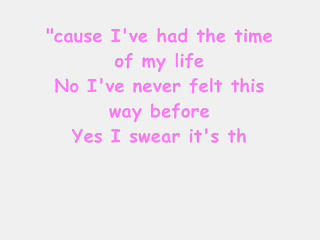 "cause I've had the time
of my life
No I've never felt this
way before
Yes I swear it's th